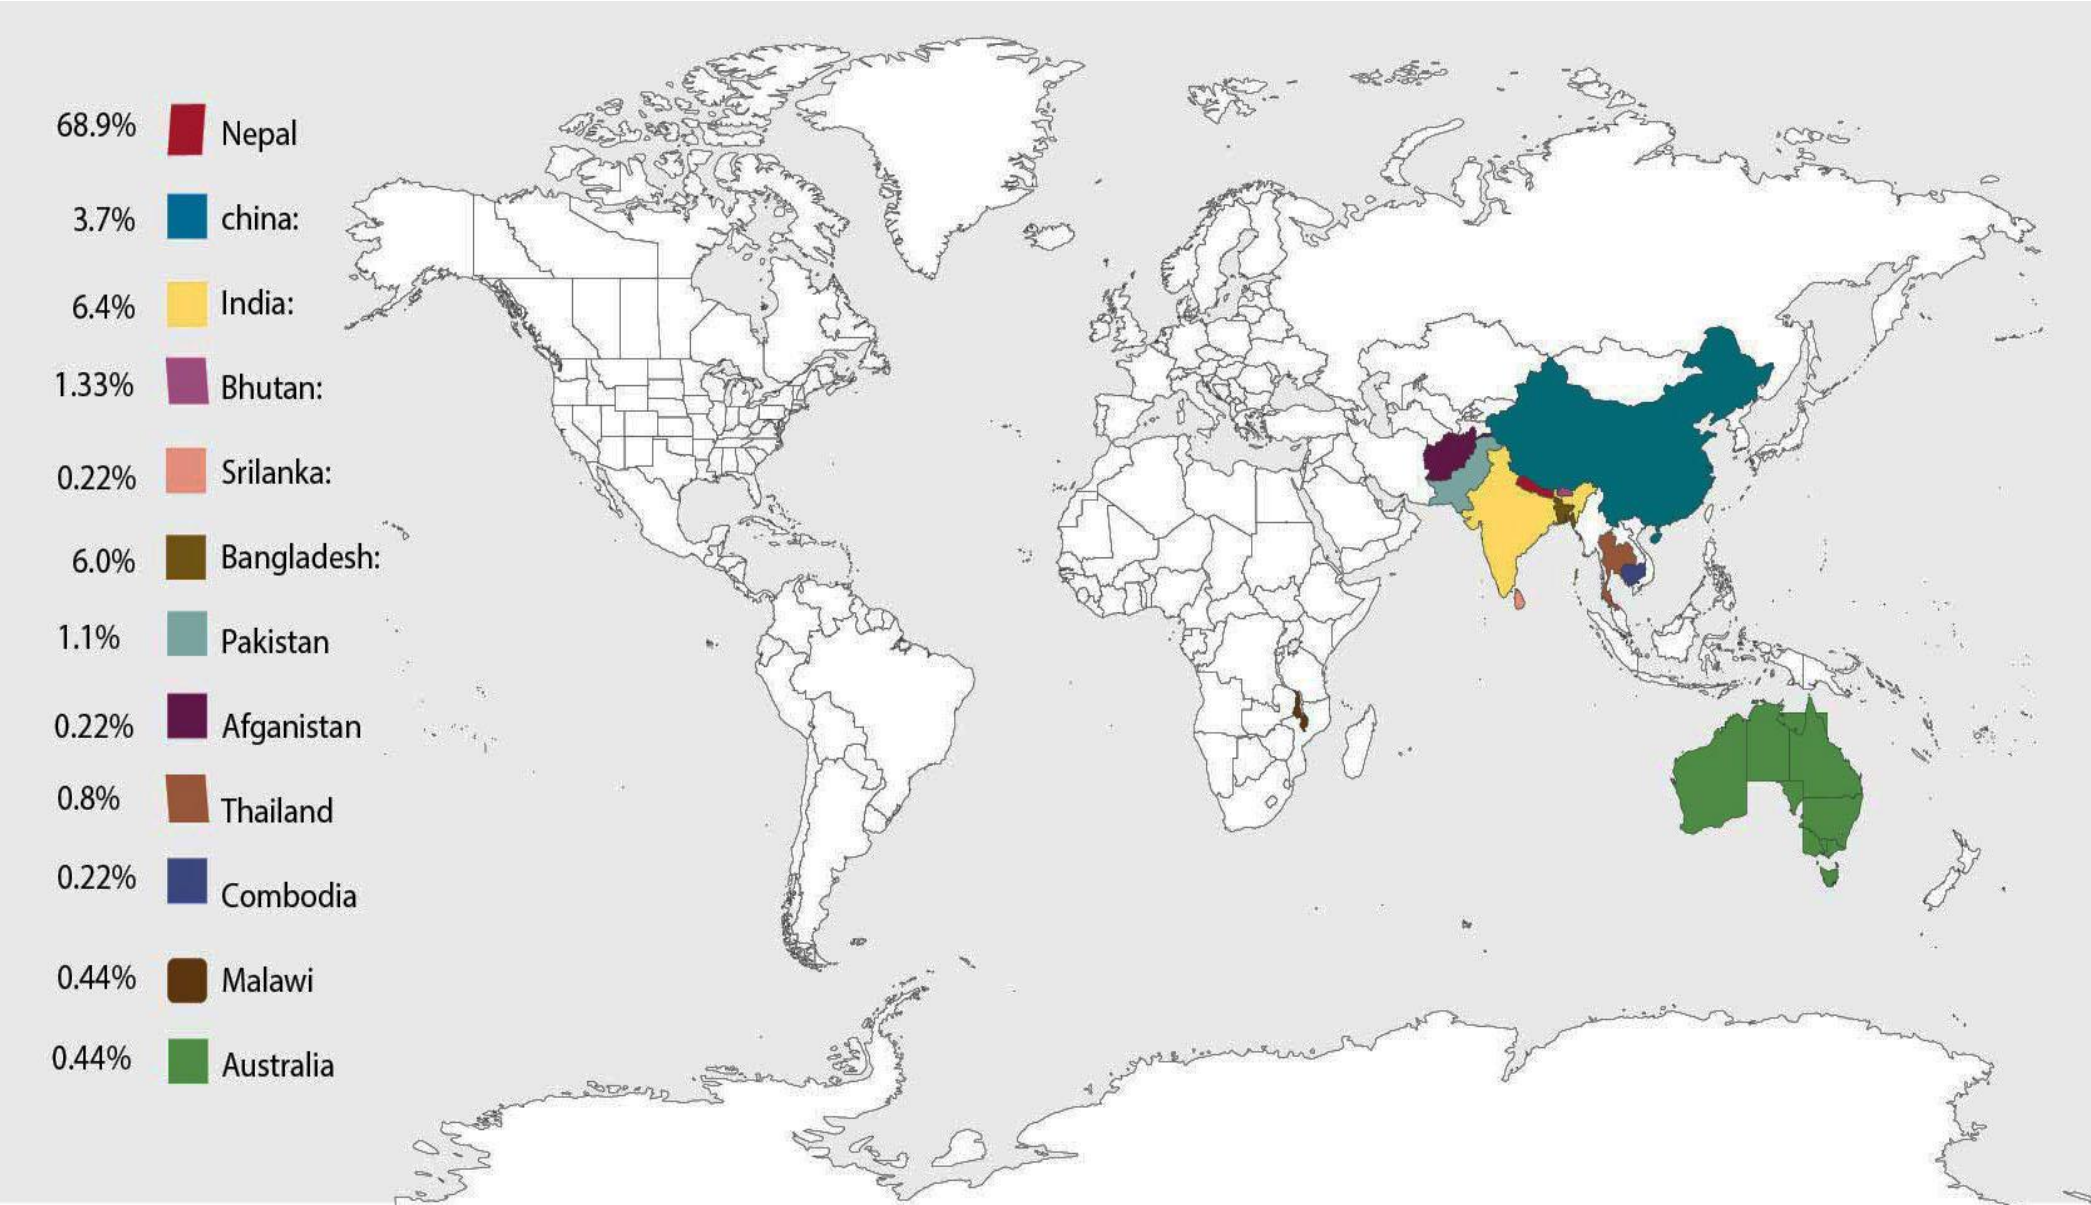 68.9% Nepal
3.7% china:
6.4% India:
1.33% Bhutan:
0.22% Srilanka:
6.0% Bangladesh:
1.1% Pakistan
0.22% Afganistan
0.8% Thailand
0.22% Combodia
0.44% Malawi
0.44% Australia